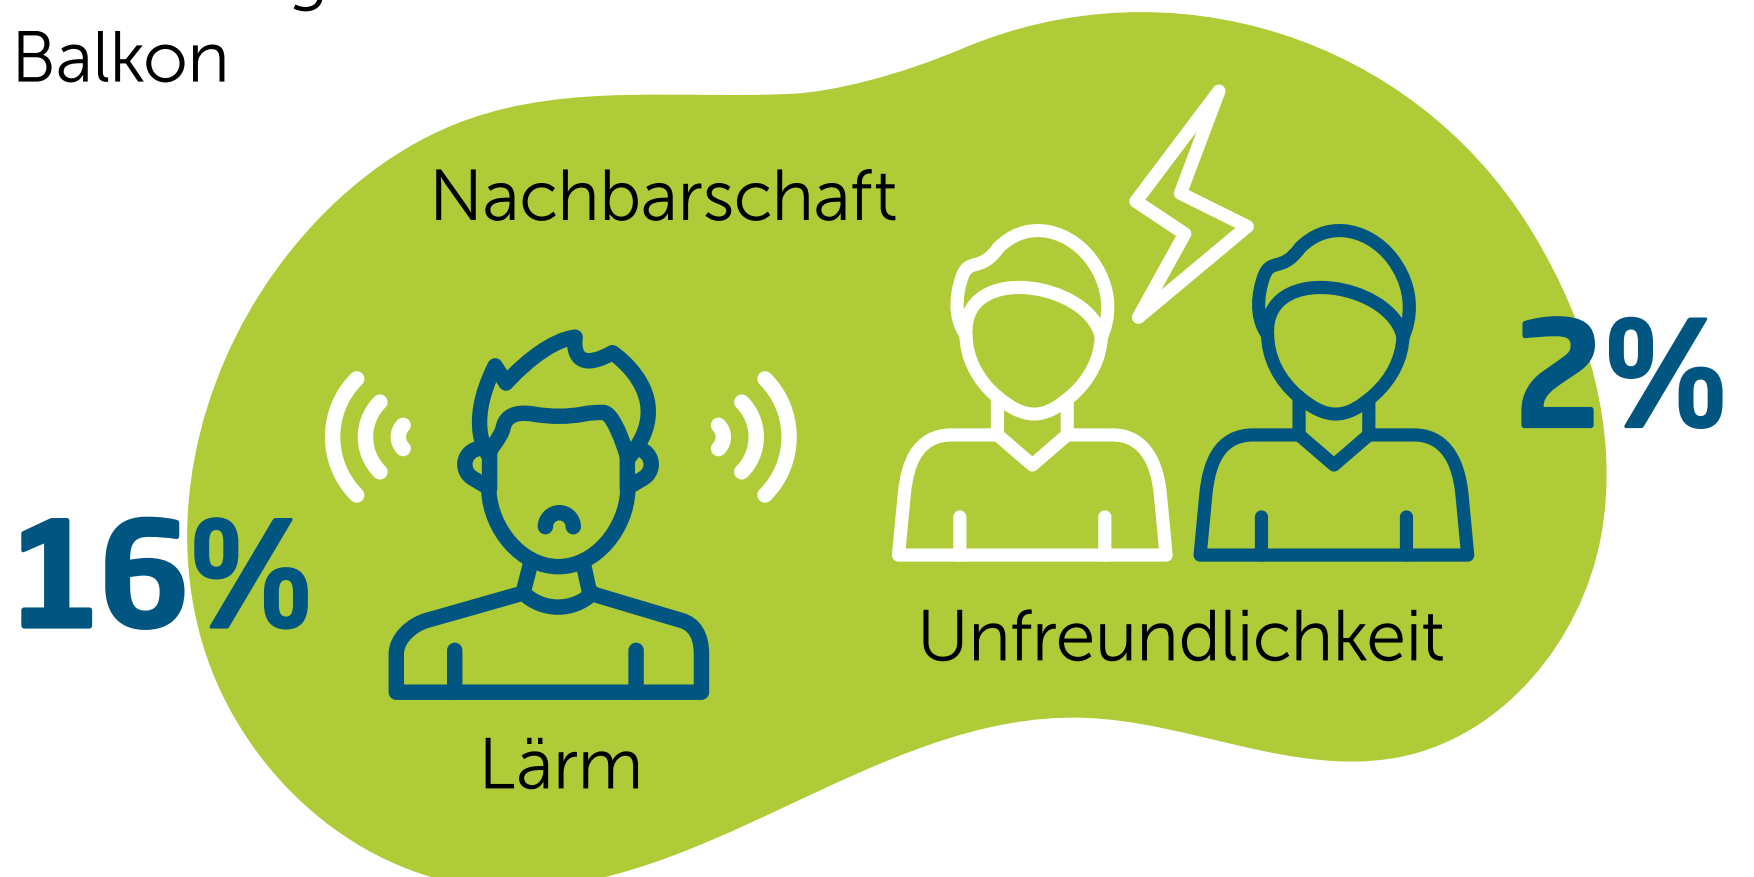 Balkon
Nachbarschaft
2%
16%
Unfreundlichkeit
Lärm